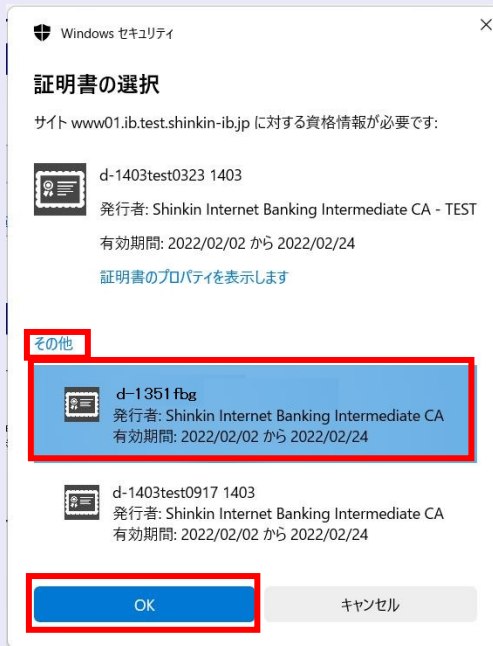 Windows セキュリティ
証明書の選択
サイト www01.ib.test.shinkin-ib.jp に対する資格情報が必要です:
d-1403test0323 1403
発行者: Shinkin Internet Banking Intermediate CA - TEST
有効期間: 2022/02/02 から 2022/02/24
証明書のプロパティを表示します
その他
d-1351fbg
発行者: Shinkin Internet Banking Intermediate CA
有効期間: 2022/02/02 から 2022/02/24
d-1403test0917 1403
発行者: Shinkin Internet Banking Intermediate CA
有効期間: 2022/02/02 から 2022/02/24
OK
キャンセル